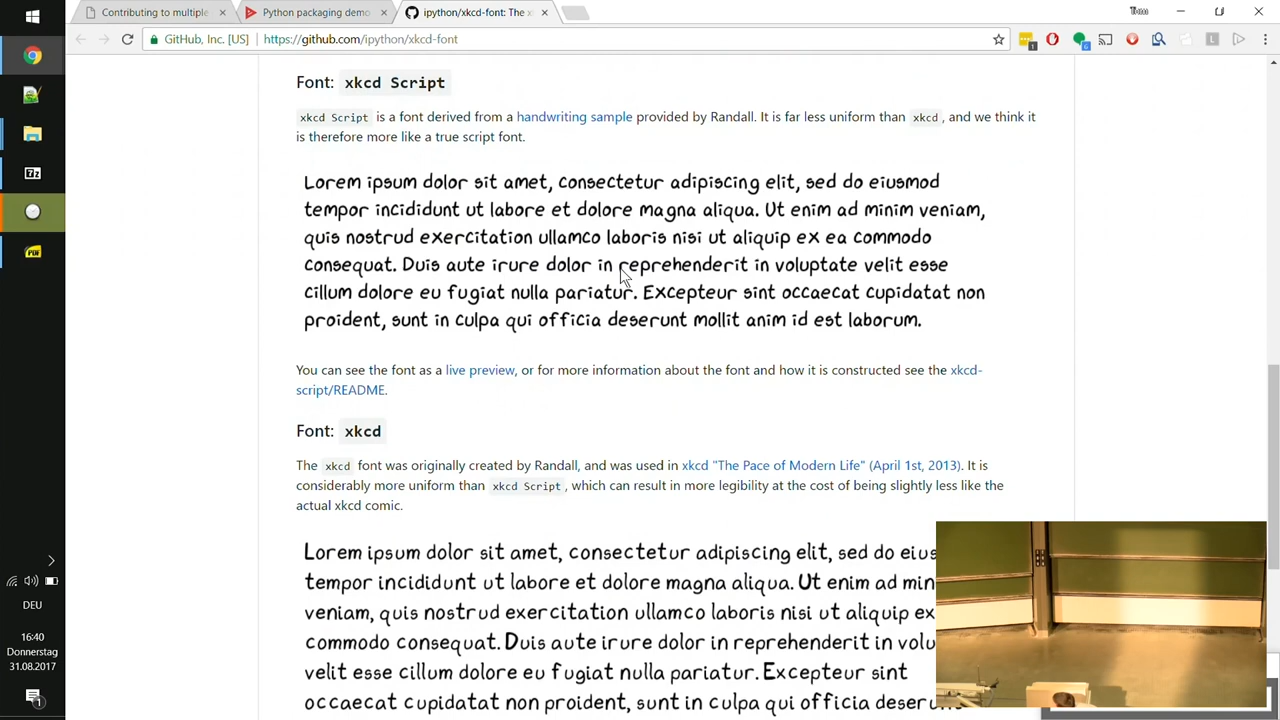 Contributing to multiple
Python packaging demo
ipython/xkcd-font: The x
GitHub, Inc. [US]
https://github.com/ipython/xkcd-font
Font: xkcd Script
xkcd Script is a font derived from a handwriting sample provided by Randall. It is far less uniform than xkcd, and we think it
is therefore more like a true script font.
Lorem ipsum dolor sit amet, consectetur adipiscing elit, sed do eiusmod
tempor incididunt ut labore et dolore magna aliqua. Ut enim ad minim veniam,
quis nostrud exercitation ullamco laboris nisi ut aliquip ex ea commodo
consequat. Duis aute irure dolor in reprehenderit in voluptate velit esse
cillum dolore eu fugiat nulla pariatur. Excepteur sint occaecat cupidatat non
proident, sunt in culpa qui officia deserunt mollit anim id est laborum.
You can see the font as a live preview, or for more information about the font and how it is constructed see the xkcd-
script/README.
Font: xkcd
The xkcd font was originally created by Randall, and was used in xkcd "The Pace of Modern Life" (April 1st, 2013). It is
considerably more uniform than xkcd Script, which can result in more legibility at the cost of being slightly less like the
actual xkcd comic.
Lorem ipsum dolor sit amet, consectetur adipiscing elit, sed do eius
tempor incididunt ut labore et dolore magna aliqua. Ut enim ad min
veniam, quis nostrud exercitation ullamco laboris nisi ut aliquip ex
commodo consequat. Duis aute irure dolor in reprehenderit in volu
velit esse cillum dolore eu fugiat nulla pariatur. Excepteur sint
occaecat cupidatat non proident, sunt in culpa qui officia deserun
7z
PDF
DEU
16:40
Donnerstag
31.08.2017
1